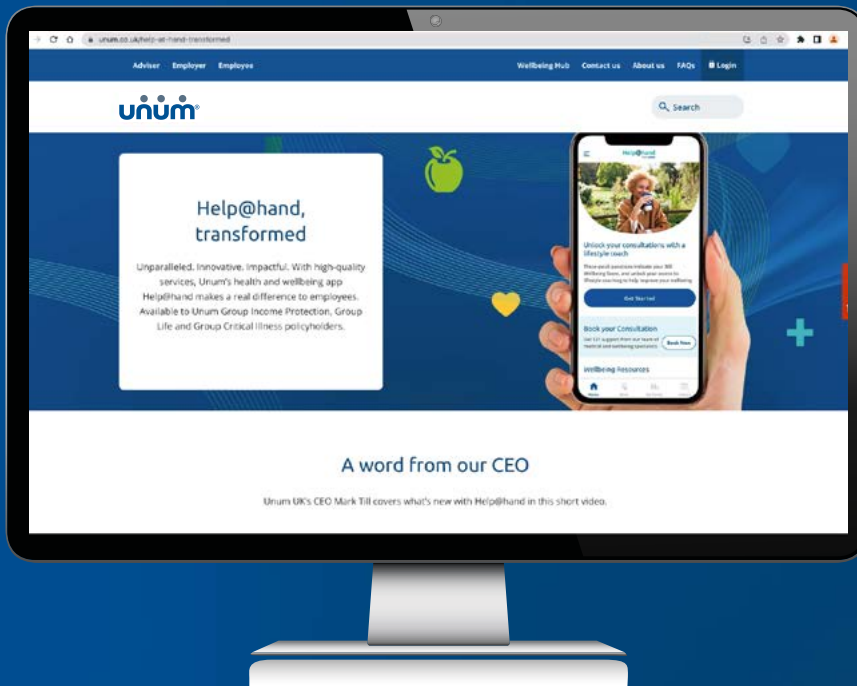 unum.co.uk/help-at-hand-transformed
Adviser Employer Employee
Wellbeing Hub Contact us About us FAQs Login
unum
Search
Help@hand,
transformed
Unparalleled. Innovative. Impactful. With high-quality
services, Unum's health and wellbeing app
Help@hand makes a real difference to employees.
Available to Unum Group Income Protection, Group
Life and Group Critical Illness policyholders.
Help@hand
Unlock your consultations with a
lifestyle coach
Get Started
Book your Consultation
Book Now
Wellbeing Resources
Home
A word from our CEO
Unum UK's CEO Mark Till covers what's new with Help@hand in this short video.